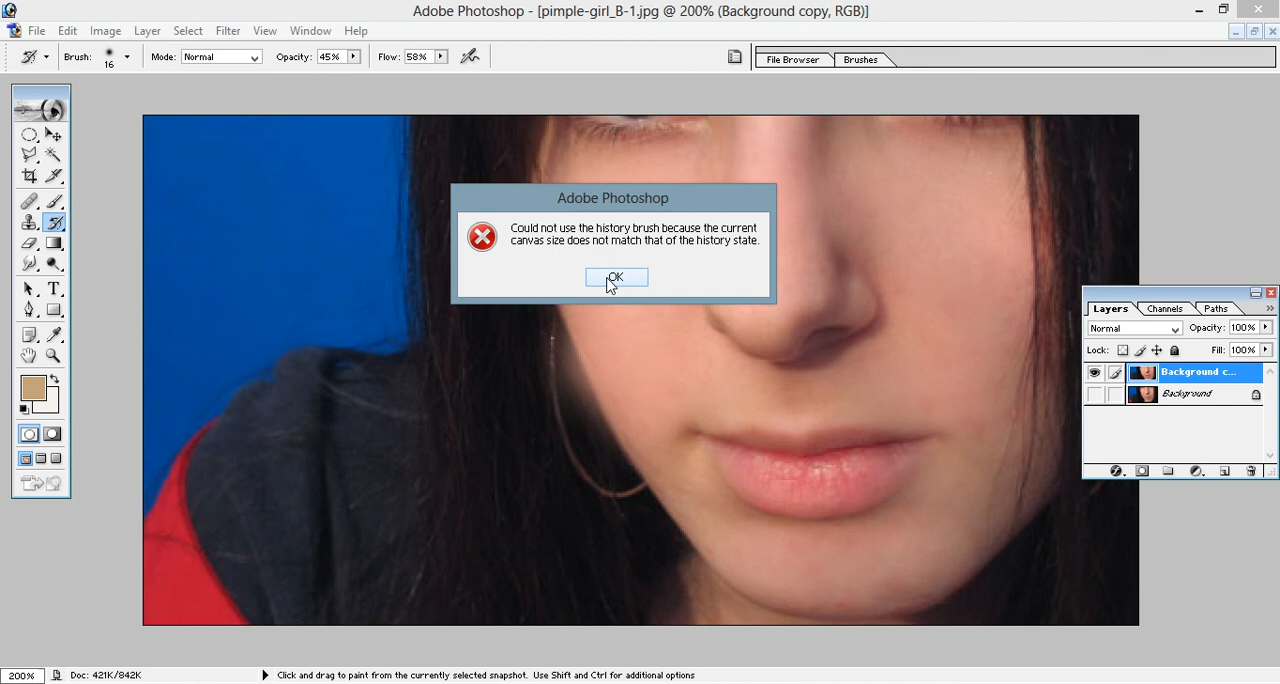 Adobe Photoshop - [pimple-girl_B-1.jpg @ 200% (Background copy, RGB)]
File Edit Image Layer Select Filter View Window Help
Brush: 16 Mode: Normal Opacity: 45% Flow: 58% File Browser Brushes
Adobe Photoshop
Could not use the history brush because the current
canvas size does not match that of the history state.
OK
Layers Channels Paths
Normal Opacity: 100%
Lock: Fill: 100%
Background c...
Background
200% Doc: 421K/842K Click and drag to paint from the currently selected snapshot. Use Shift and Ctrl for additional options